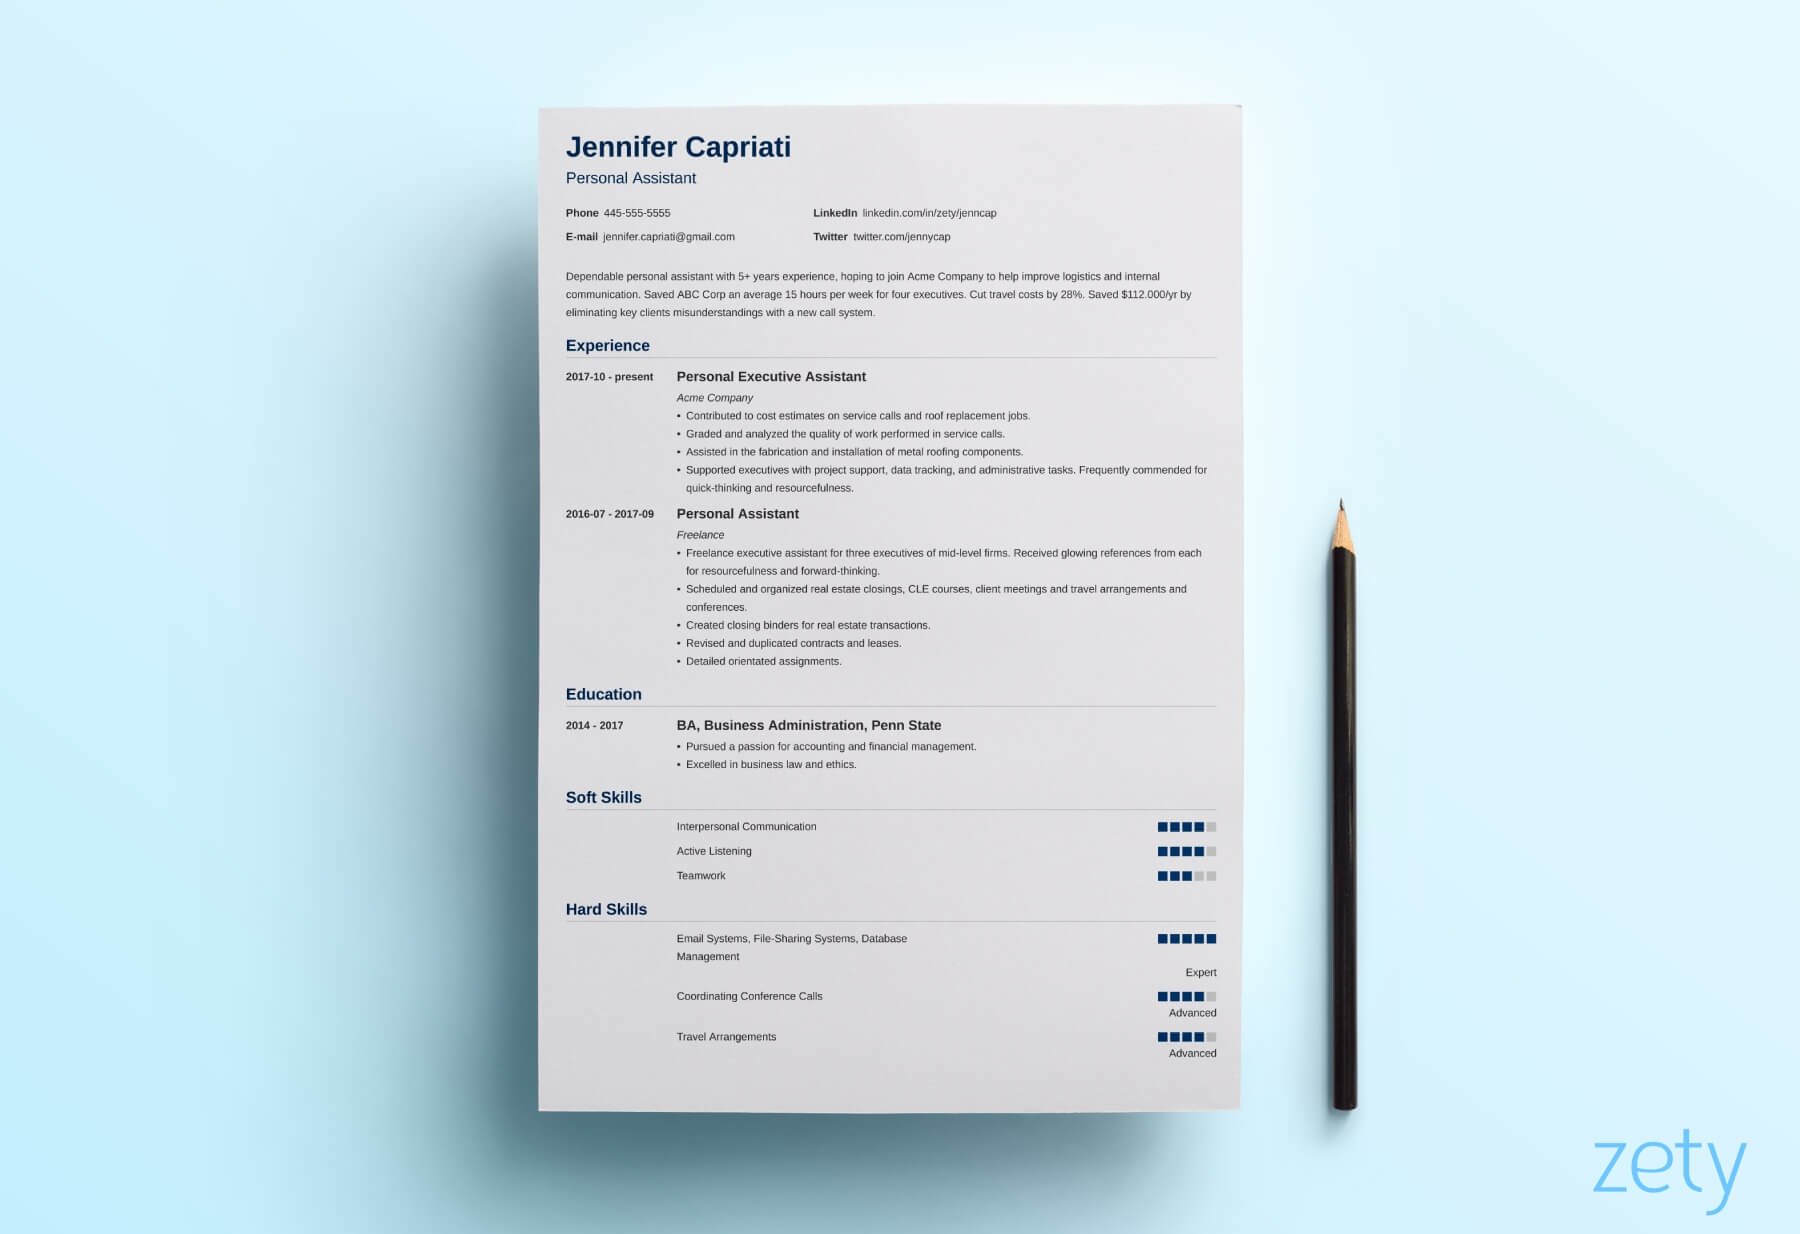 Jennifer Capriati
Personal Assistant
Phone 445-555-5555 LinkedIn linkedin.com/in/zety/jenncap
E-mail jennifer.capriati@gmail.com Twitter twitter.com/jennycap
Dependable personal assistant with 5+ years experience, hoping to join Acme Company to help improve logistics and internal
communication. Saved ABC Corp an average 15 hours per week for four executives. Cut travel costs by 28%. Saved $112.000/yr by
eliminating key clients misunderstandings with a new call system.
Experience
2017-10 - present Personal Executive Assistant
Acme Company
• Contributed to cost estimates on service calls and roof replacement jobs.
• Graded and analyzed the quality of work performed in service calls.
• Assisted in the fabrication and installation of metal roofing components.
• Supported executives with project support, data tracking, and administrative tasks. Frequently commended for
quick-thinking and resourcefulness.
2016-07 - 2017-09 Personal Assistant
Freelance
• Freelance executive assistant for three executives of mid-level firms. Received glowing references from each
for resourcefulness and forward-thinking.
• Scheduled and organized real estate closings, CLE courses, client meetings and travel arrangements and
conferences.
• Created closing binders for real estate transactions.
• Revised and duplicated contracts and leases.
• Detailed orientated assignments.
Education
2014 - 2017 BA, Business Administration, Penn State
• Pursued a passion for accounting and financial management.
• Excelled in business law and ethics.
Soft Skills
Interpersonal Communication
Active Listening
Teamwork
Hard Skills
Email Systems, File-Sharing Systems, Database
Management
Expert
Coordinating Conference Calls
Advanced
Travel Arrangements
Advanced
zety